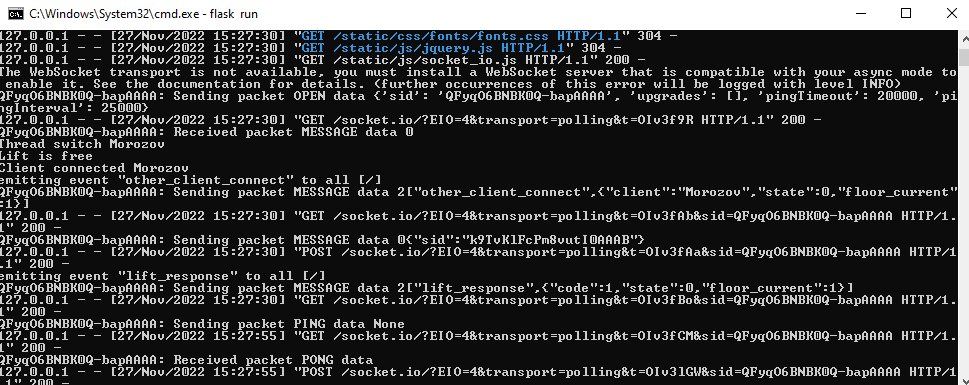 C:\Windows\System32\cmd.exe - flask run
127.0.0.1 - - [27/Nov/2022 15:27:30] "GET /static/css/fonts/fonts.css HTTP/1.1" 304 -
127.0.0.1 - - [27/Nov/2022 15:27:30] "GET /static/js/jquery.js HTTP/1.1" 304 -
127.0.0.1 - - [27/Nov/2022 15:27:30] "GET /static/js/socket_io.js HTTP/1.1" 200 -
The WebSocket transport is not available, you must install a WebSocket server that is compatible with your async mode to
 enable it. See the documentation for details. (further occurrences of this error will be logged with level INFO)
QFyqO6BNBK0Q-bapAAAA: Sending packet OPEN data {'sid': 'QFyqO6BNBK0Q-bapAAAA', 'upgrades': [], 'pingTimeout': 20000, 'pi
ngInterval': 25000}
127.0.0.1 - - [27/Nov/2022 15:27:30] "GET /socket.io/?EIO=4&transport=polling&t=OIv3f9R HTTP/1.1" 200 -
QFyqO6BNBK0Q-bapAAAA: Received packet MESSAGE data 0
Thread switch Morozov
Lift is free
Client connected Morozov
emitting event "other_client_connect" to all [/]
QFyqO6BNBK0Q-bapAAAA: Sending packet MESSAGE data 2["other_client_connect",{"client":"Morozov","state":0,"floor_current"
:1}]
127.0.0.1 - - [27/Nov/2022 15:27:30] "GET /socket.io/?EIO=4&transport=polling&t=OIv3fAb&sid=QFyqO6BNBK0Q-bapAAAA HTTP/1.
1" 200 -
QFyqO6BNBK0Q-bapAAAA: Sending packet MESSAGE data 0{"sid":"k9TvKlFcPm8vutI0AAAB"}
127.0.0.1 - - [27/Nov/2022 15:27:30] "POST /socket.io/?EIO=4&transport=polling&t=OIv3fAa&sid=QFyqO6BNBK0Q-bapAAAA HTTP/1
.1" 200 -
emitting event "lift_response" to all [/]
QFyqO6BNBK0Q-bapAAAA: Sending packet MESSAGE data 2["lift_response",{"code":1,"state":0,"floor_current":1}]
127.0.0.1 - - [27/Nov/2022 15:27:30] "GET /socket.io/?EIO=4&transport=polling&t=OIv3fBo&sid=QFyqO6BNBK0Q-bapAAAA HTTP/1.
1" 200 -
QFyqO6BNBK0Q-bapAAAA: Sending packet PING data None
127.0.0.1 - - [27/Nov/2022 15:27:55] "GET /socket.io/?EIO=4&transport=polling&t=OIv3fCM&sid=QFyqO6BNBK0Q-bapAAAA HTTP/1.
1" 200 -
QFyqO6BNBK0Q-bapAAAA: Received packet PONG data
127.0.0.1 - - [27/Nov/2022 15:27:55] "POST /socket.io/?EIO=4&transport=polling&t=OIv3lGW&sid=QFyqO6BNBK0Q-bapAAAA HTTP/1
.1" 200 -